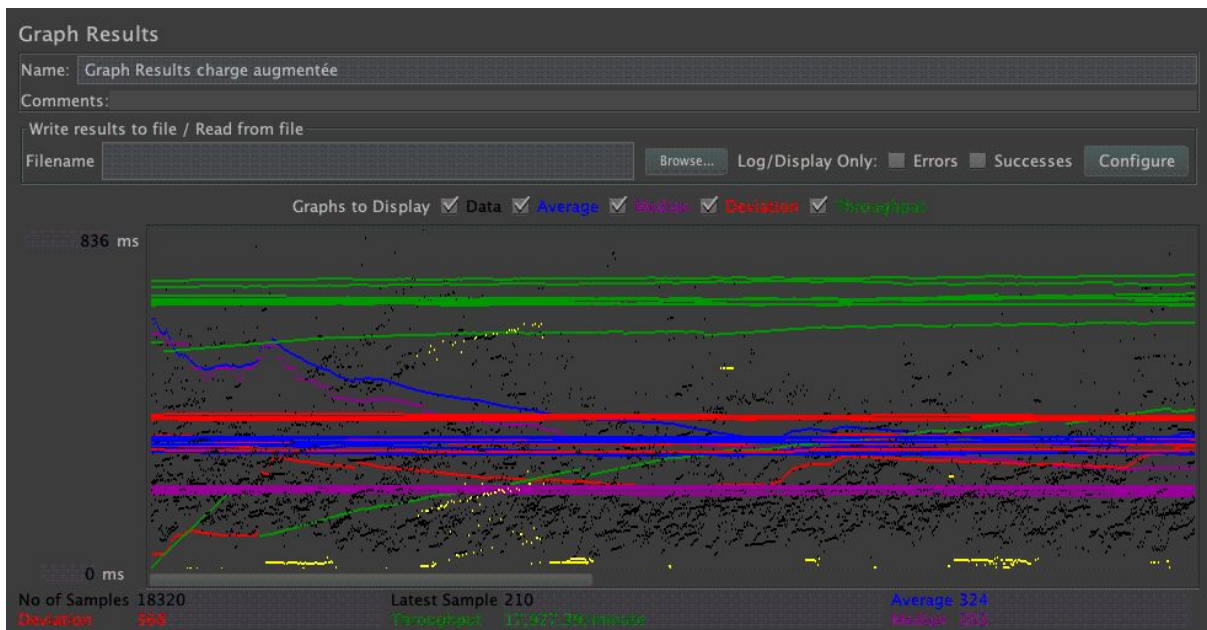 Graph Results
Name: Graph Results charge augmentée
Comments:
Write results to file / Read from file
Filename Browse... Log/Display Only: Errors Successes Configure
Graphs to Display Data Average Median Deviation Throughput
836 ms
0 ms
No of Samples 18320 Latest Sample 210 Average 324
Deviation Throughput Median